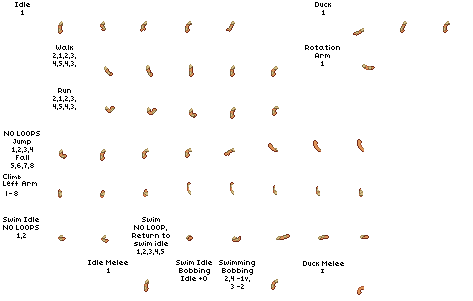 Idle
1
Duck
1
Walk
2,1,2,3,
4,5,4,3,
Rotation
Arm
1
Run
2,1,2,3,
4,5,4,3,
NO LOOPS
Jump
1,2,3,4
Fall
5,6,7,8
Climb
Left Arm
1-8
Swim Idle
NO LOOPS
1,2
Swim
NO LOOP,
Return to
swim idle
1,2,3,4,5
Idle Melee
1
Swim Idle
Bobbing
Idle +0
Swimming
Bobbing
2,4 -1v,
3 -2
Duck Melee
1